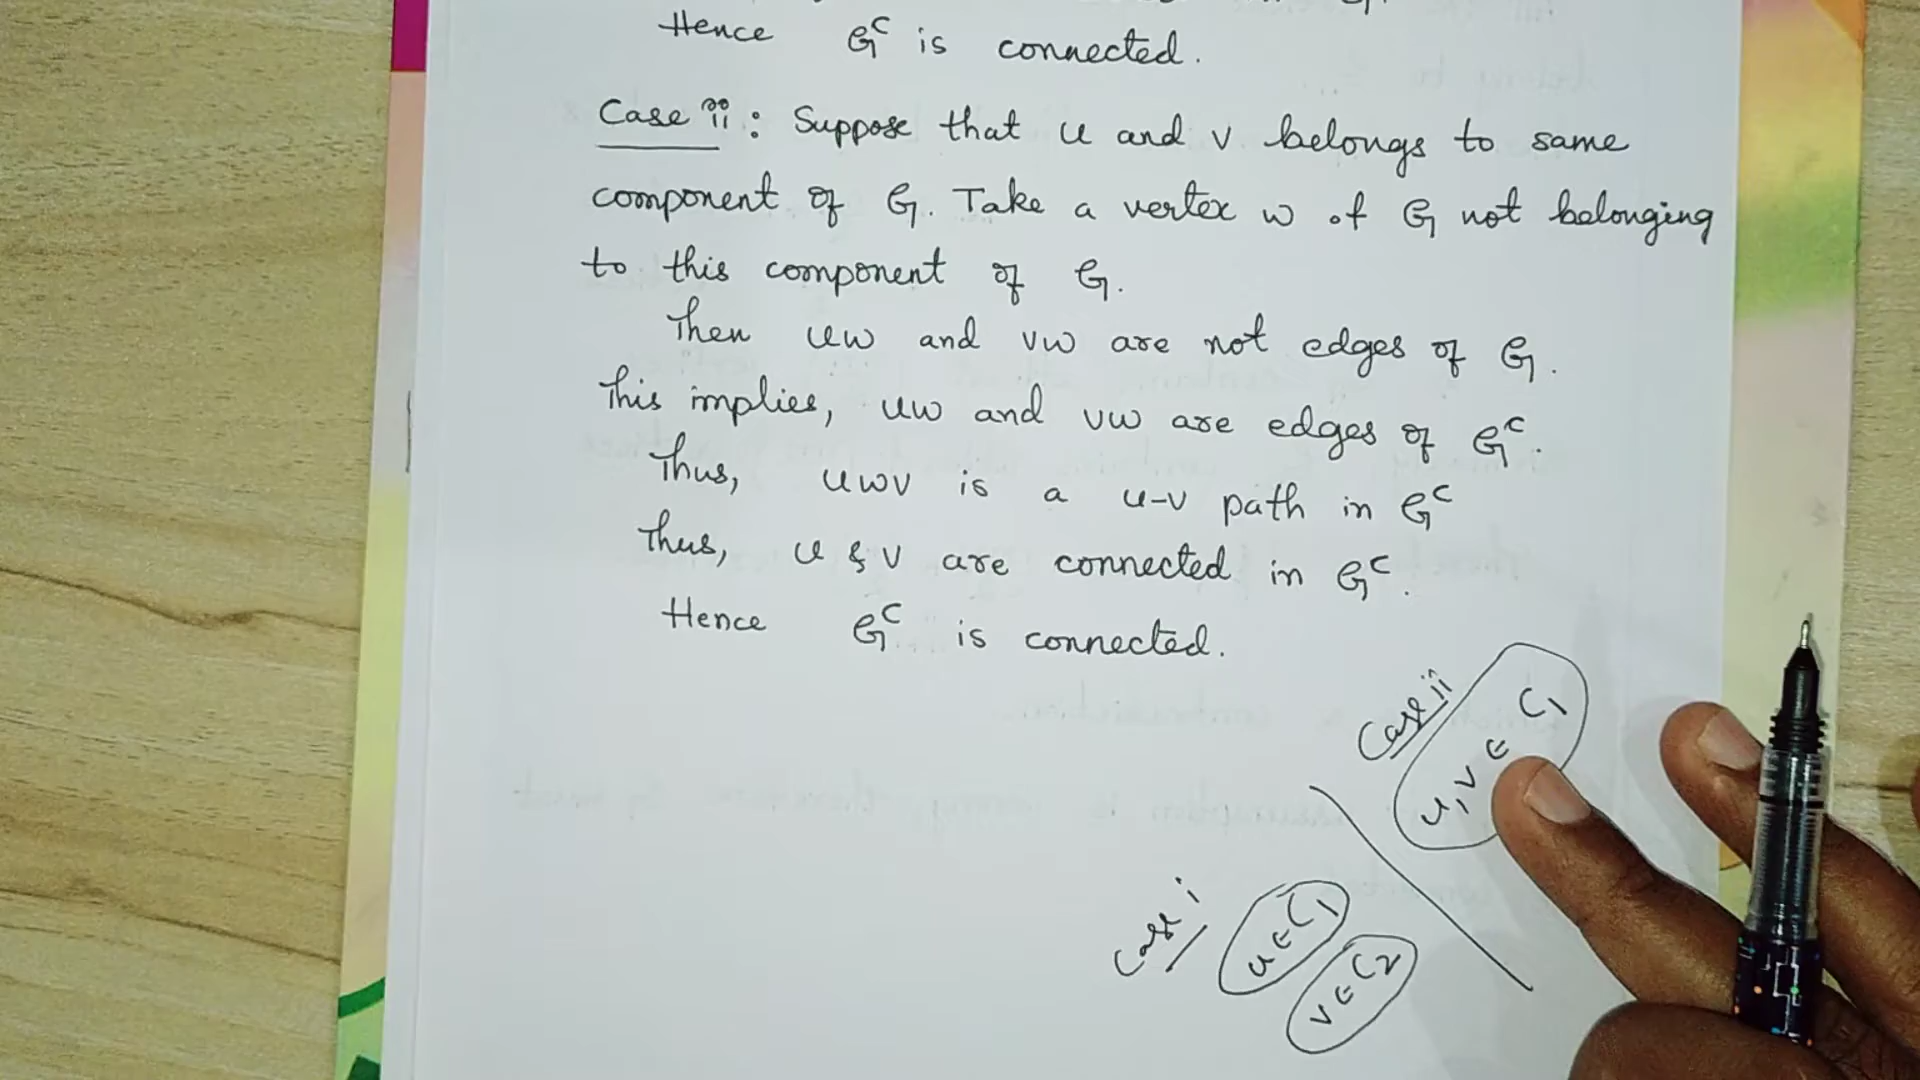 Hence G^c is connected.
Case ii : Suppose that u and v belongs to same
component of G. Take a vertex w of G not belonging
to this component of G.
Then uw and vw are not edges of G.
This implies, uw and vw are edges of G^c.
Thus, uwv is a u-v path in G^c
Thus, u & v are connected in G^c.
Hence G^c is connected.
Case ii
u, v ∈ C1
Case i
u ∈ C1
v ∈ C2